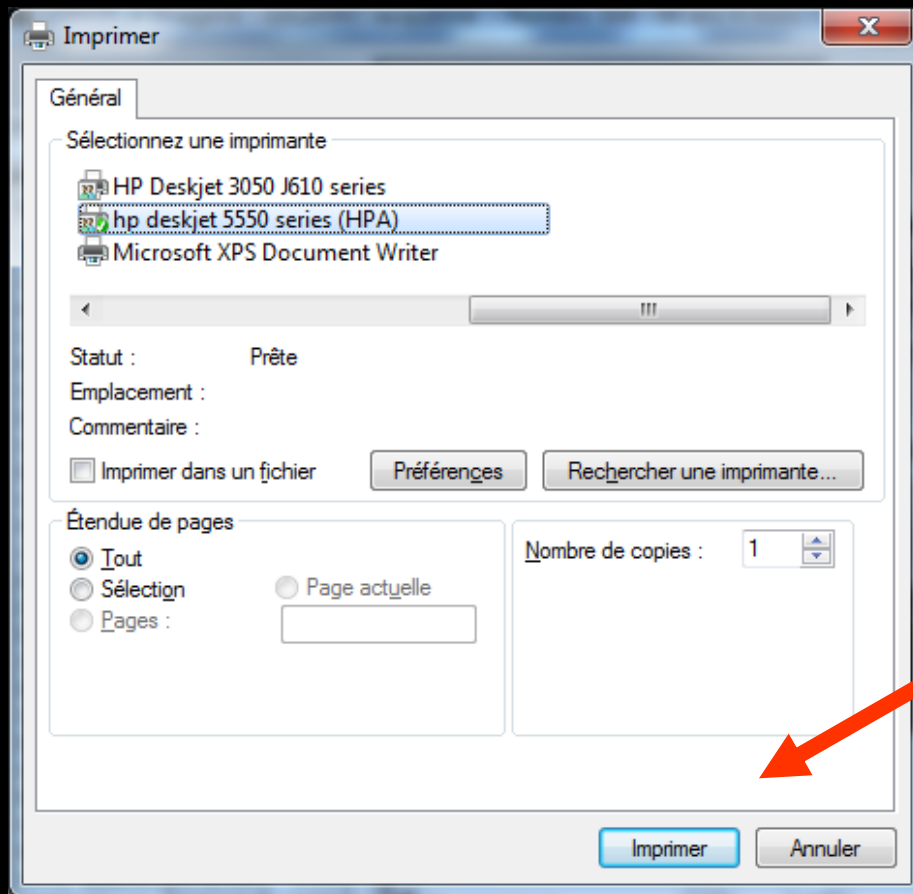 Imprimer
Général
Sélectionnez une imprimante
HP Deskjet 3050 J610 series
hp deskjet 5550 series (HPA)
Microsoft XPS Document Writer
Statut : Prête
Emplacement :
Commentaire :
Imprimer dans un fichier Préférences Rechercher une imprimante...
Étendue de pages
Tout
Sélection Page actuelle
Pages :
Nombre de copies : 1
Imprimer Annuler